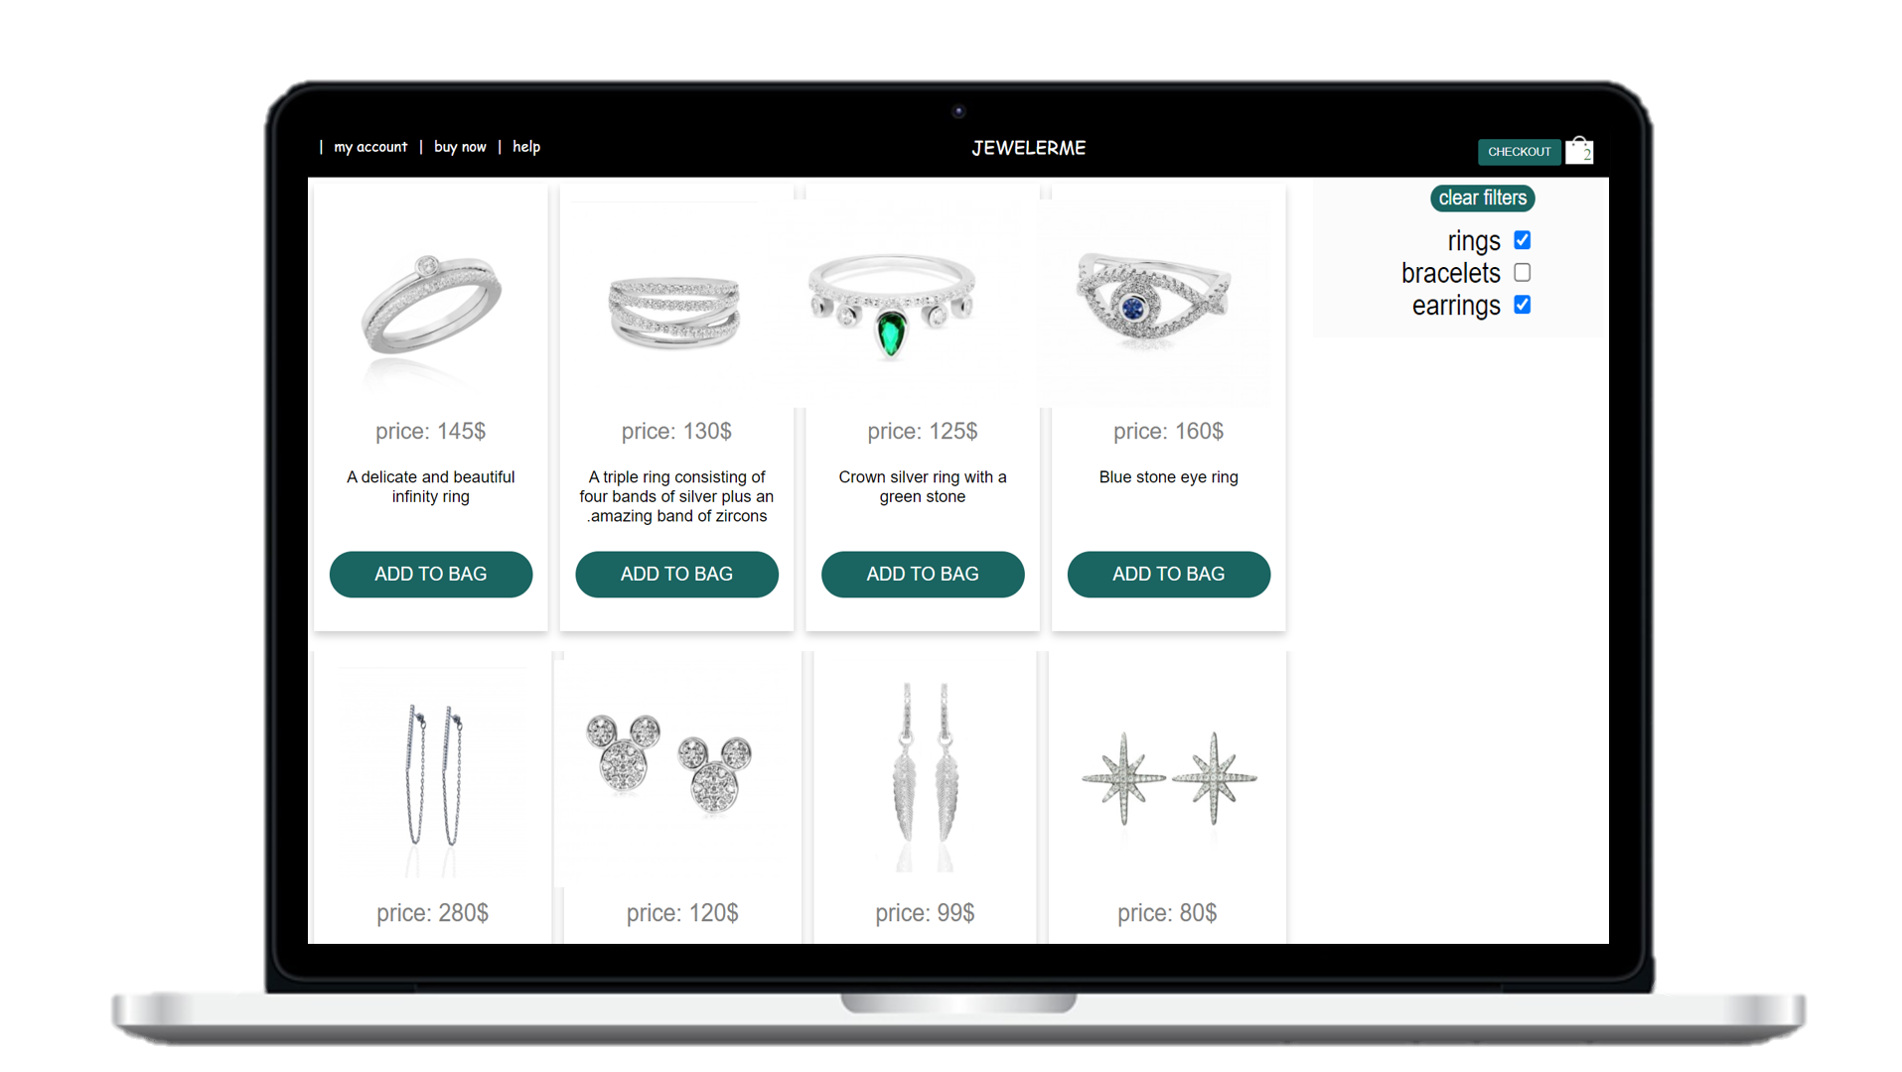 | my account | buy now | help
JEWELERME
CHECKOUT
2
clear filters
rings
bracelets
earrings
price: 145$
A delicate and beautiful
infinity ring
ADD TO BAG
price: 130$
A triple ring consisting of
four bands of silver plus an
.amazing band of zircons
ADD TO BAG
price: 125$
Crown silver ring with a
green stone
ADD TO BAG
price: 160$
Blue stone eye ring
ADD TO BAG
price: 280$
price: 120$
price: 99$
price: 80$